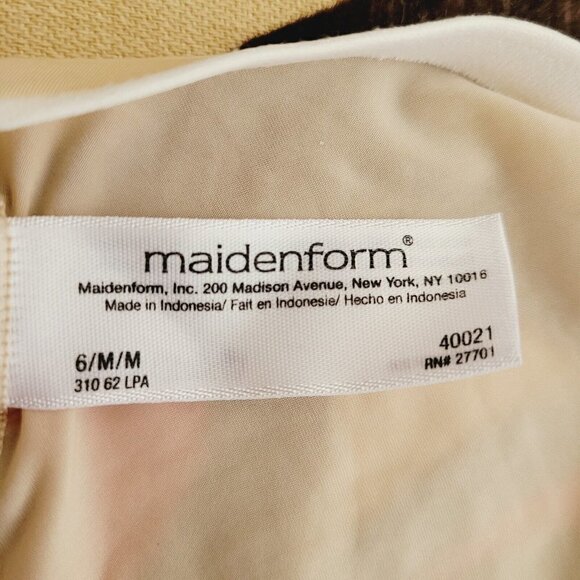 maidenform®
Maidenform, Inc. 200 Madison Avenue, New York, NY 10016
Made in Indonesia/ Fait en Indonesie/ Hecho en Indonesia
6/M/M
40021
310 62 LPA
RN# 27701